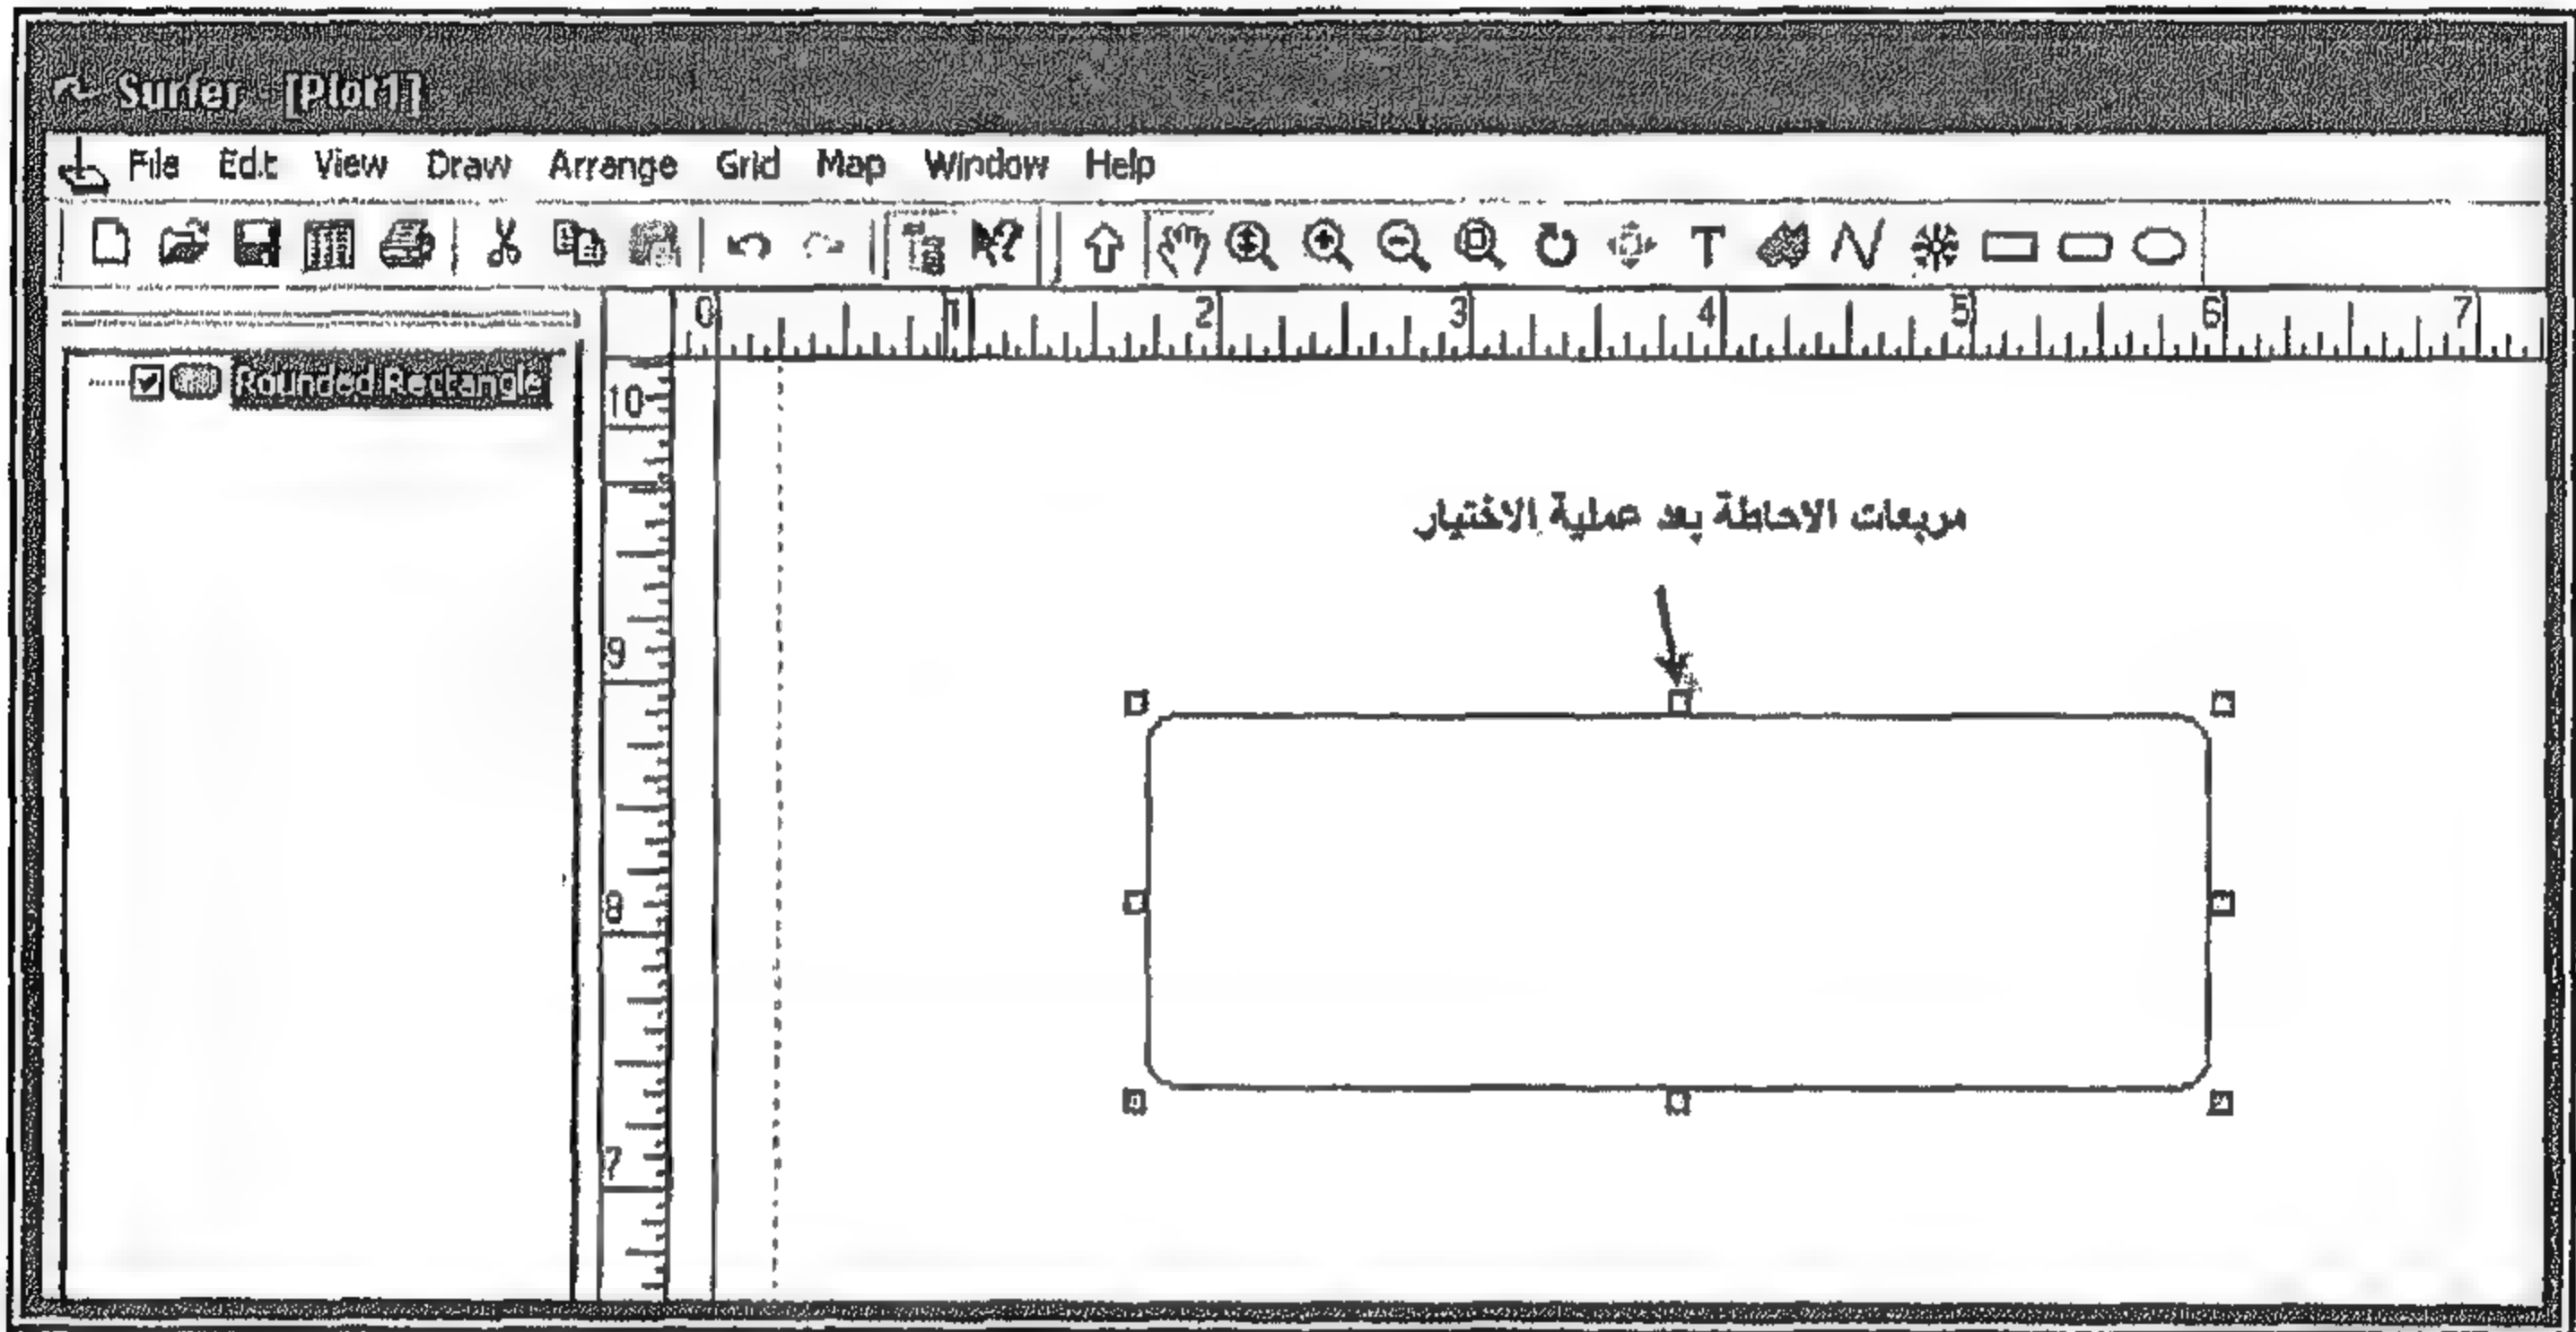 Surfer - [Plot1]
File Edit View Draw Arrange Grid Map Window Help
T
0 1 2 3 4 5 6 7
Rounded Rectangle
10
مربعات الاحاطة بعد عملية الاختيار
9
8
7